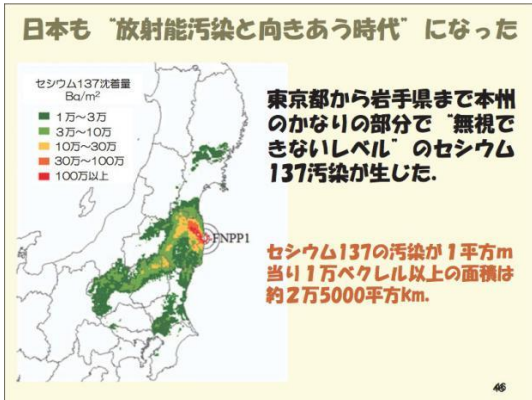 日本も “放射能汚染と向きあう時代” になった
セシウム137沈着量
Bq/m²
1万～3万
3万～10万
10万～30万
30万～100万
100万以上
FNPP1
東京都から岩手県まで本州
のかなりの部分で “無視で
きないレベル” のセシウム
137汚染が生じた.
セシウム137の汚染が１平方m
当り１万ベクレル以上の面積は
約２万5000平方km.
46